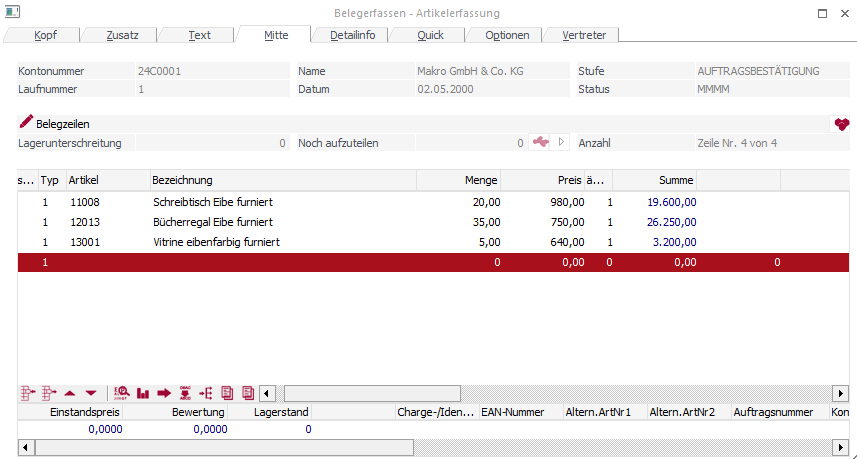 Belegerfassen - Artikelerfassung
Kopf Zusatz Text Mitte Detailinfo Quick Optionen Vertreter
Kontonummer 24C0001 Name Makro GmbH & Co. KG Stufe AUFTRAGSBESTÄTIGUNG
Laufnummer 1 Datum 02.05.2000 Status MMMM
Belegzeilen
Lagerunterschreitung 0 Noch aufzuteilen 0 Anzahl Zeile Nr. 4 von 4
s... Typ Artikel Bezeichnung Menge Preis ä... Summe
1 11008 Schreibtisch Eibe furniert 20,00 980,00 1 19.600,00
1 12013 Bücherregal Eibe furniert 35,00 750,00 1 26.250,00
1 13001 Vitrine eibenfarbig furniert 5,00 640,00 1 3.200,00
1 0 0,00 0 0,00 0
Einstandspreis Bewertung Lagerstand Charge-/Iden... EAN-Nummer Altern.ArtNr1 Altern.ArtNr2 Auftragsnummer Kon
0,0000 0,0000 0